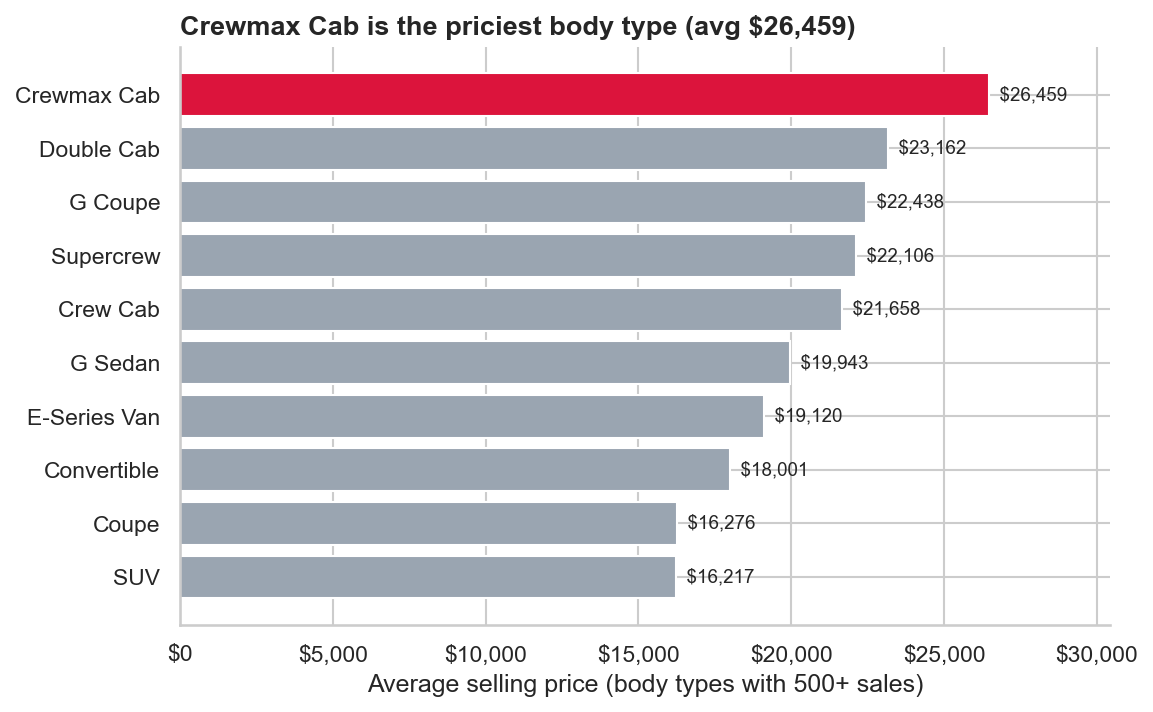 Crewmax Cab is the priciest body type (avg $26,459)
Crewmax Cab $26,459
Double Cab $23,162
G Coupe $22,438
Supercrew $22,106
Crew Cab $21,658
G Sedan $19,943
E-Series Van $19,120
Convertible $18,001
Coupe $16,276
SUV $16,217
$0 $5,000 $10,000 $15,000 $20,000 $25,000 $30,000
Average selling price (body types with 500+ sales)